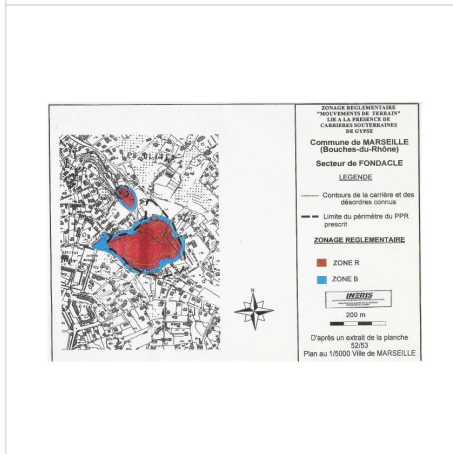 ZONAGE REGLEMENTAIRE
"MOUVEMENTS DE TERRAIN"
LIE A LA PRESENCE DE
CARRIERES SOUTERRAINES
DE GYPSE
Commune de MARSEILLE
(Bouches-du-Rhône)
Secteur de FONDACLE
LEGENDE
Contours de la carrière et des
désordres connus
Limite du périmètre du PPR
prescrit
ZONAGE REGLEMENTAIRE
ZONE R
ZONE B
INERIS
200 m
D'après un extrait de la planche
52/53
Plan au 1/5000 Ville de MARSEILLE
N